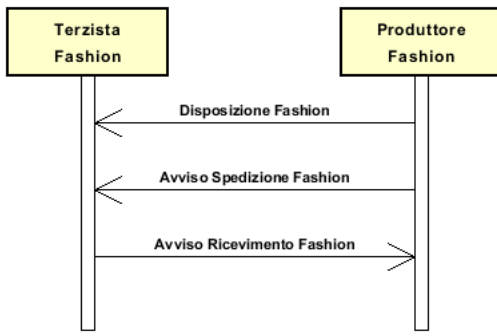 Terzista
Fashion
Produttore
Fashion
Disposizione Fashion
Avviso Spedizione Fashion
Avviso Ricevimento Fashion